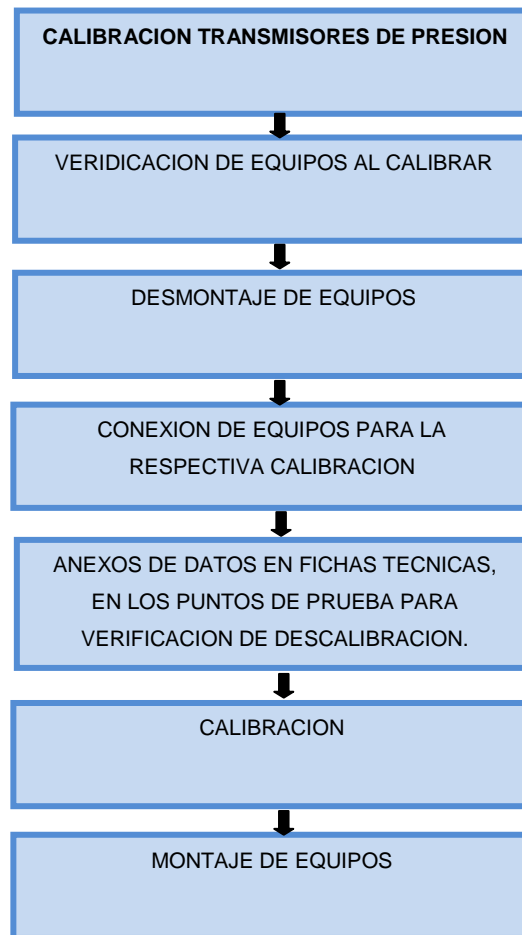 CALIBRACION TRANSMISORES DE PRESION
VERIDICACION DE EQUIPOS AL CALIBRAR
DESMONTAJE DE EQUIPOS
CONEXION DE EQUIPOS PARA LA
RESPECTIVA CALIBRACION
ANEXOS DE DATOS EN FICHAS TECNICAS,
EN LOS PUNTOS DE PRUEBA PARA
VERIFICACION DE DESCALIBRACION.
CALIBRACION
MONTAJE DE EQUIPOS